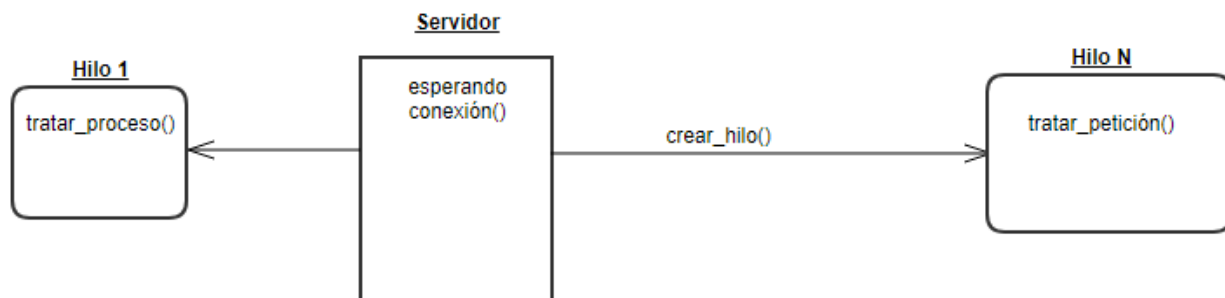 Servidor
Hilo 1
Hilo N
esperando
conexión()
tratar_proceso()
tratar_petición()
crear_hilo()